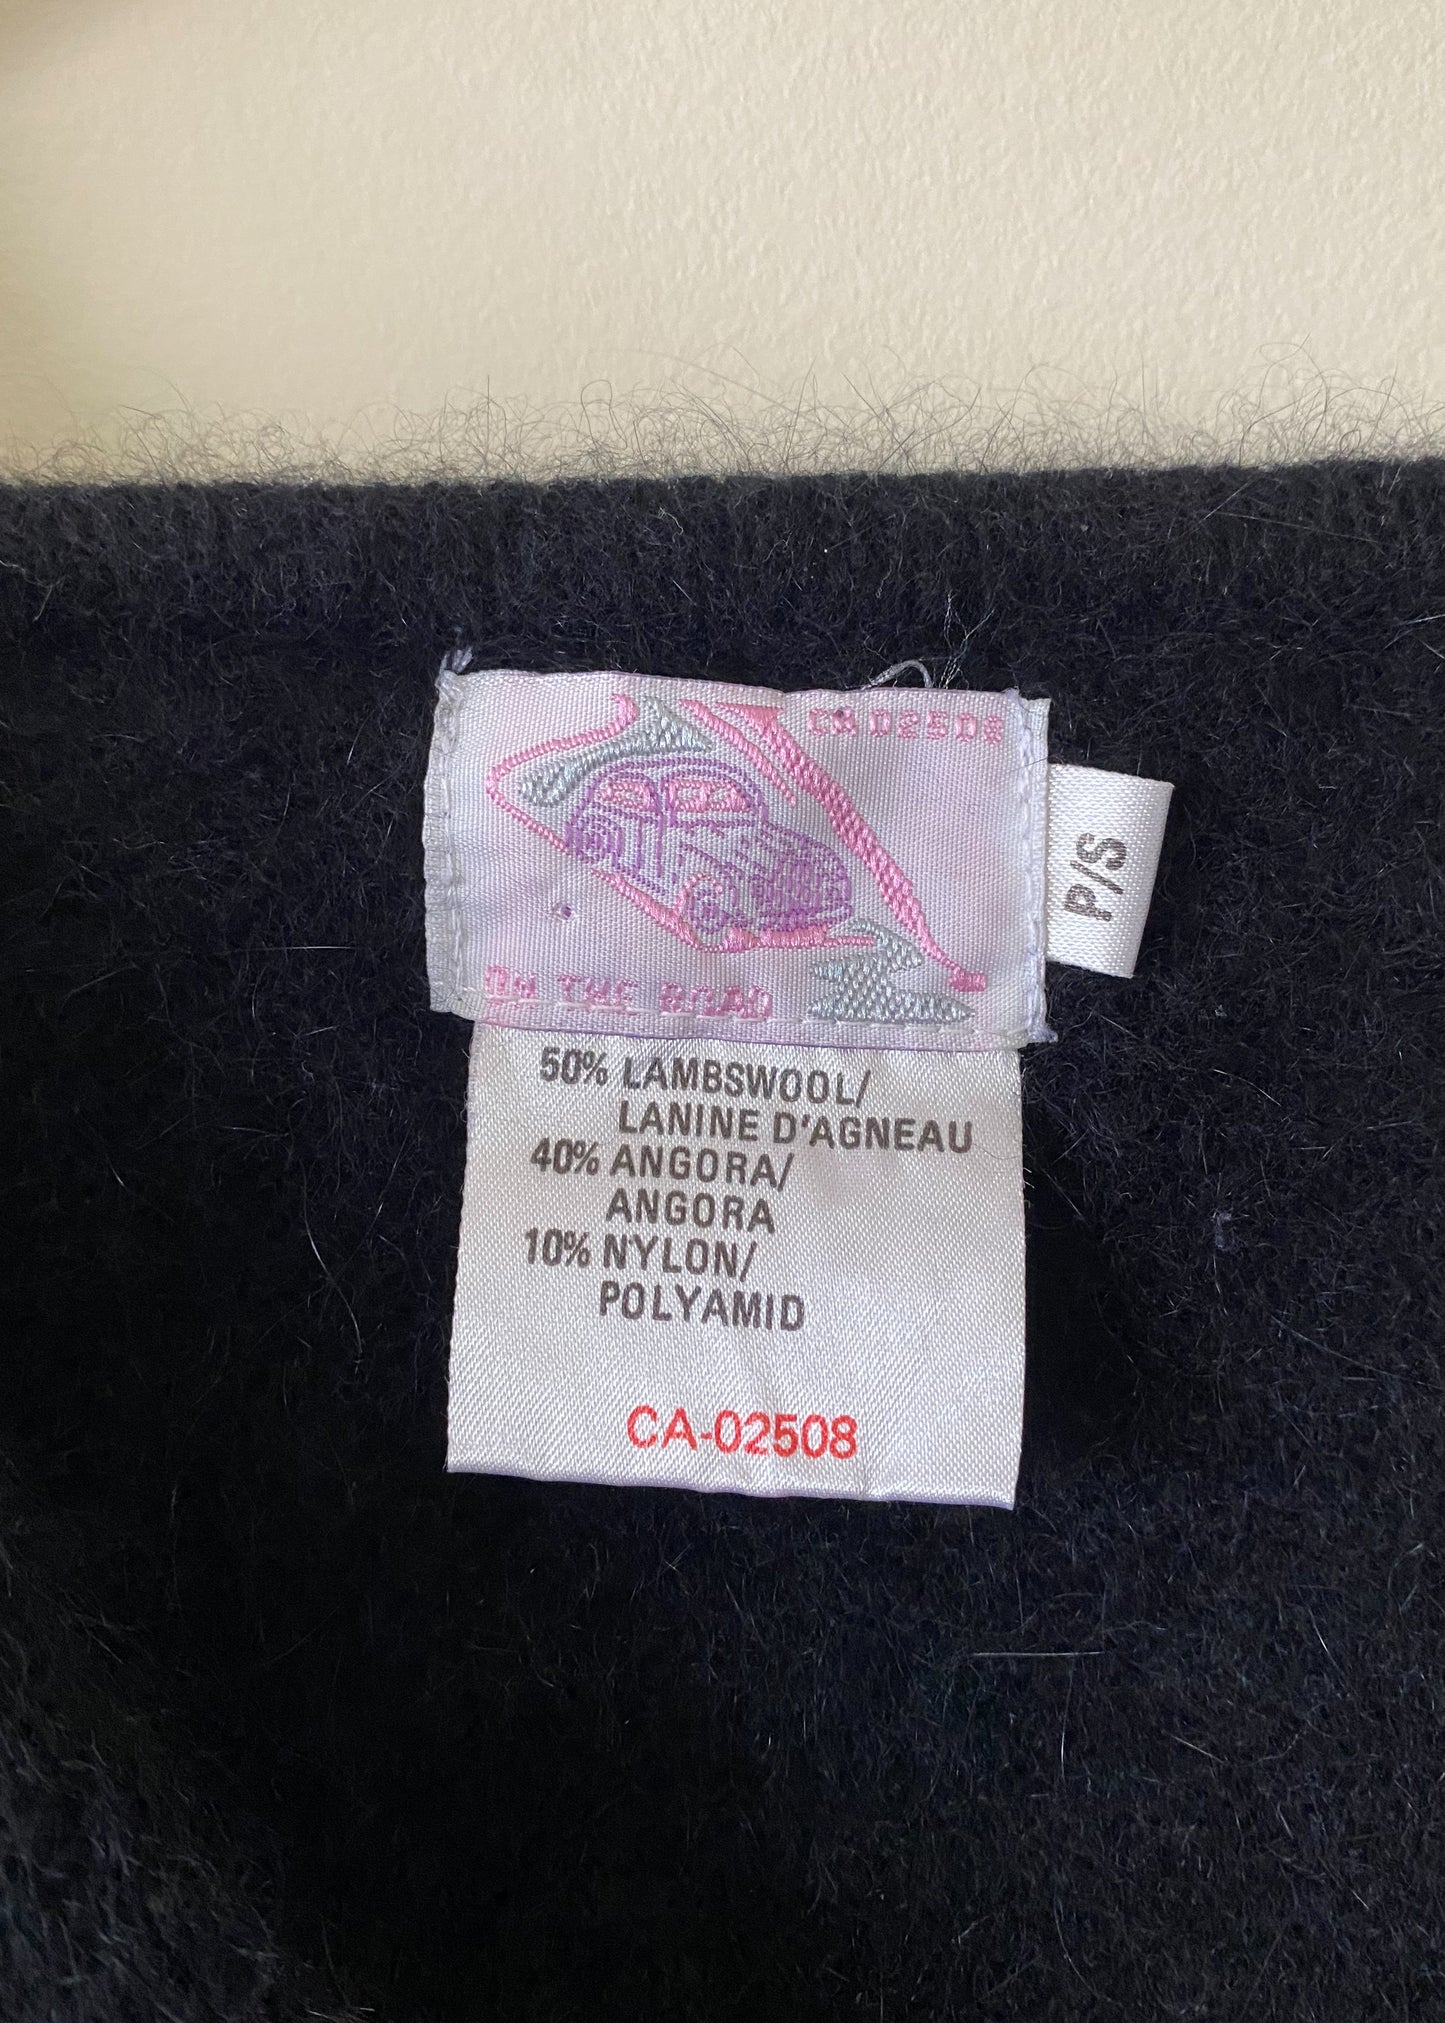 CA 02508
ON THE ROAD
P/S
50% LAMBSWOOL/
LANINE D'AGNEAU
40% ANGORA/
ANGORA
10% NYLON/
POLYAMID
CA-02508